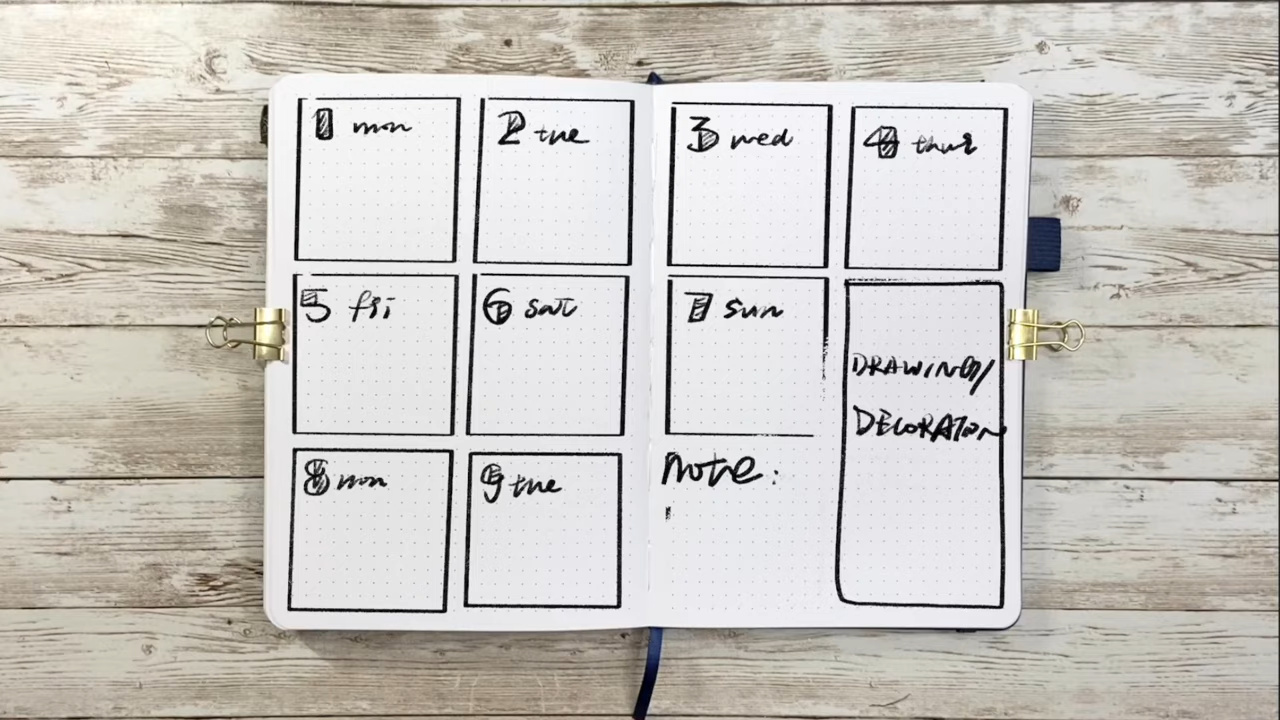 1 mon
2 tue
3 wed
4 thur
5 fri
6 sat
7 sun
DRAWING/
DECORATON
8 mon
9 tue
note: